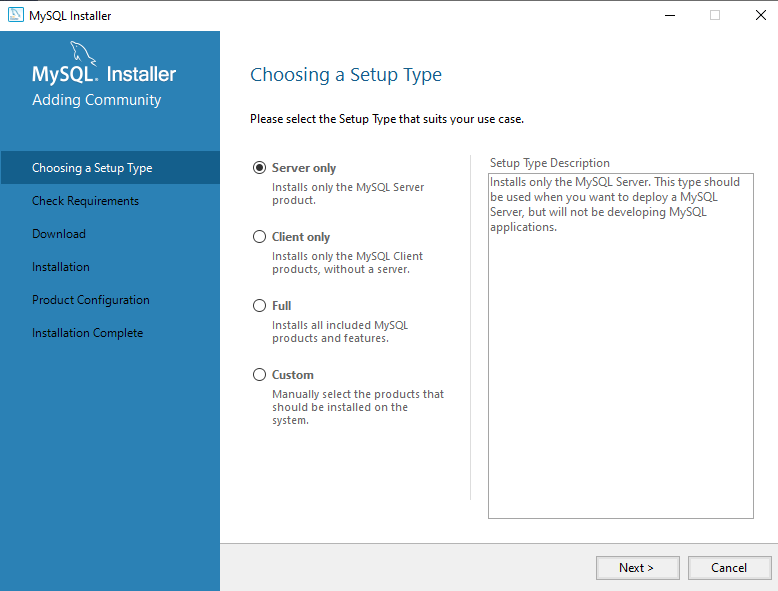 MySQL Installer
MySQL. Installer
Adding Community
Choosing a Setup Type
Check Requirements
Download
Installation
Product Configuration
Installation Complete
Choosing a Setup Type
Please select the Setup Type that suits your use case.
Server only
Installs only the MySQL Server
product.
Client only
Installs only the MySQL Client
products, without a server.
Full
Installs all included MySQL
products and features.
Custom
Manually select the products that
should be installed on the
system.
Setup Type Description
Installs only the MySQL Server. This type should
be used when you want to deploy a MySQL
Server, but will not be developing MySQL
applications.
Next >
Cancel